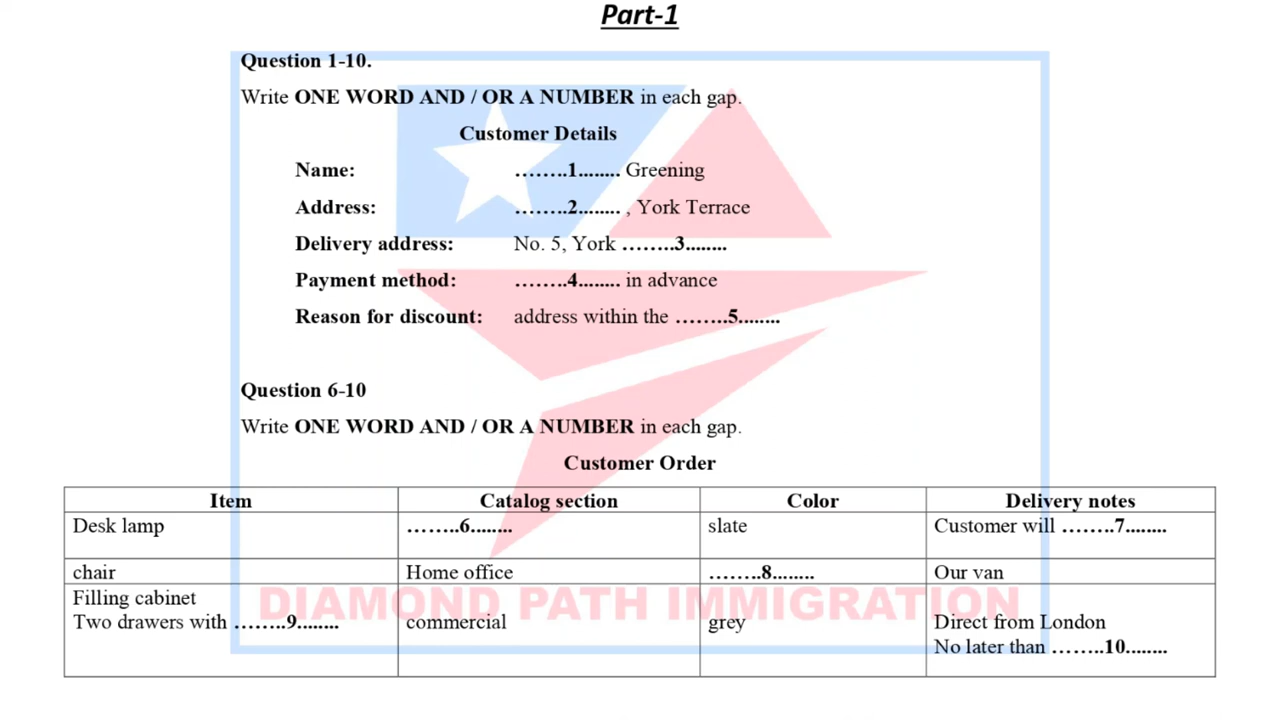 Part-1
Question 1-10.
Write ONE WORD AND / OR A NUMBER in each gap.
Customer Details
Name: ……..1........ Greening
Address: ……..2........ , York Terrace
Delivery address: No. 5, York ……..3........
Payment method: ……..4........ in advance
Reason for discount: address within the ……..5........
Question 6-10
Write ONE WORD AND / OR A NUMBER in each gap.
Customer Order
Item Catalog section Color Delivery notes
Desk lamp ……..6........ slate Customer will ……..7........
chair Home office ……..8........ Our van
Filling cabinet
Two drawers with ……..9........ commercial grey Direct from London
No later than ……..10........
DIAMOND PATH IMMIGRATION